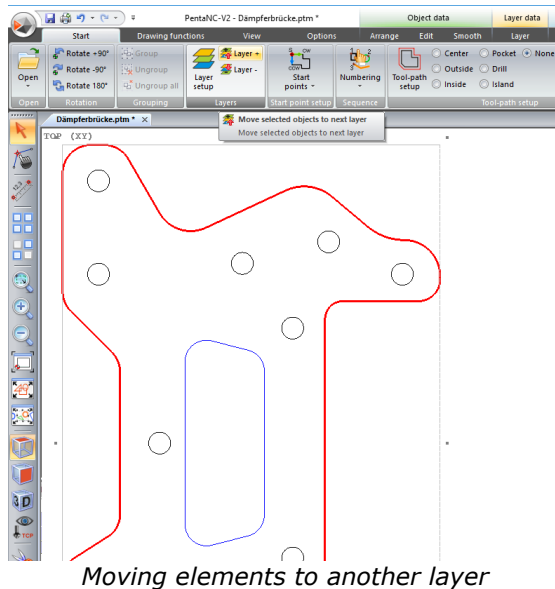 PentaNC-V2 - Dämpferbrücke.ptm *
Object data
Layer data
Start
Drawing functions
View
Options
Arrange
Edit
Smooth
Layer
Open
Rotate +90°
Rotate -90°
Rotate 180°
Group
Ungroup
Ungroup all
Layer setup
Layer +
Layer -
CW
CCW
Start points
Numbering
Tool-path setup
Center
Outside
Inside
Pocket
Drill
Island
None
Open
Rotation
Grouping
Layers
Start point setup
Sequence
Tool-path setup
Dämpferbrücke.ptm *
Move selected objects to next layer
Move selected objects to next layer
TOP (XY)
3D
TOP
Moving elements to another layer